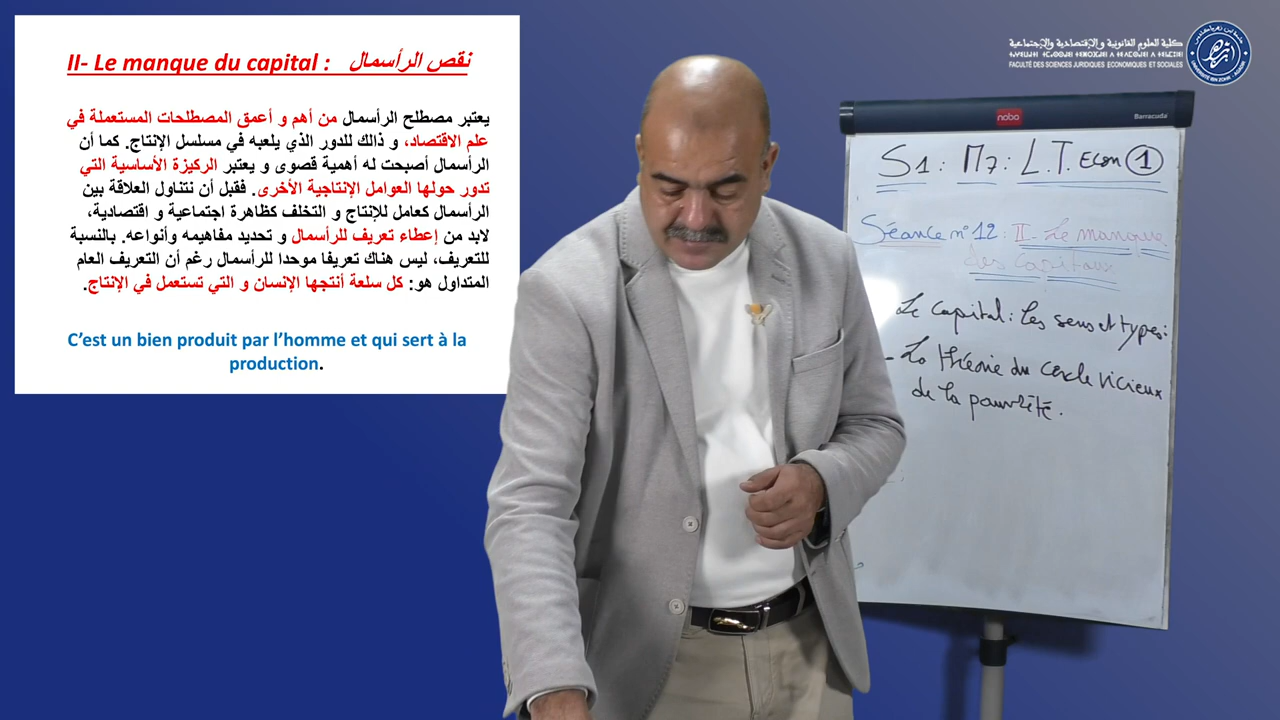 II- Le manque du capital : نقص الرأسمال
يعتبر مصطلح الرأسمال من أهم و أعمق المصطلحات المستعملة في
علم الاقتصاد، و ذالك للدور الذي يلعبه في مسلسل الإنتاج. كما أن
الرأسمال أصبحت له أهمية قصوى و يعتبر الركيزة الأساسية التي
تدور حولها العوامل الإنتاجية الأخرى. فقبل أن نتناول العلاقة بين
الرأسمال كعامل للإنتاج و التخلف كظاهرة اجتماعية و اقتصادية،
لابد من إعطاء تعريف للرأسمال و تحديد مفاهيمه وأنواعه. بالنسبة
للتعريف، ليس هناك تعريفا موحدا للرأسمال رغم أن التعريف العام
المتداول هو: كل سلعة أنتجها الإنسان و التي تستعمل في الإنتاج.
C'est un bien produit par l'homme et qui sert à la
production.
كلية العلوم القانونية والاقتصادية والاجتماعية
FACULTÉ DES SCIENCES JURIDIQUES ECONOMIQUES ET SOCIALES
UNIVERSITÉ IBN ZOHR - AGADIR
nobo
Barracuda
S1 : M7 : L.T. Econ 1
Séance n° 12 : II - Le manque
des Capitaux
Le capital : les sens et types :
- La théorie du cercle vicieux
de la pauvreté.